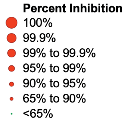 Percent Inhibition
100%
99.9%
99% to 99.9%
95% to 99%
90% to 95%
65% to 90%
<65%